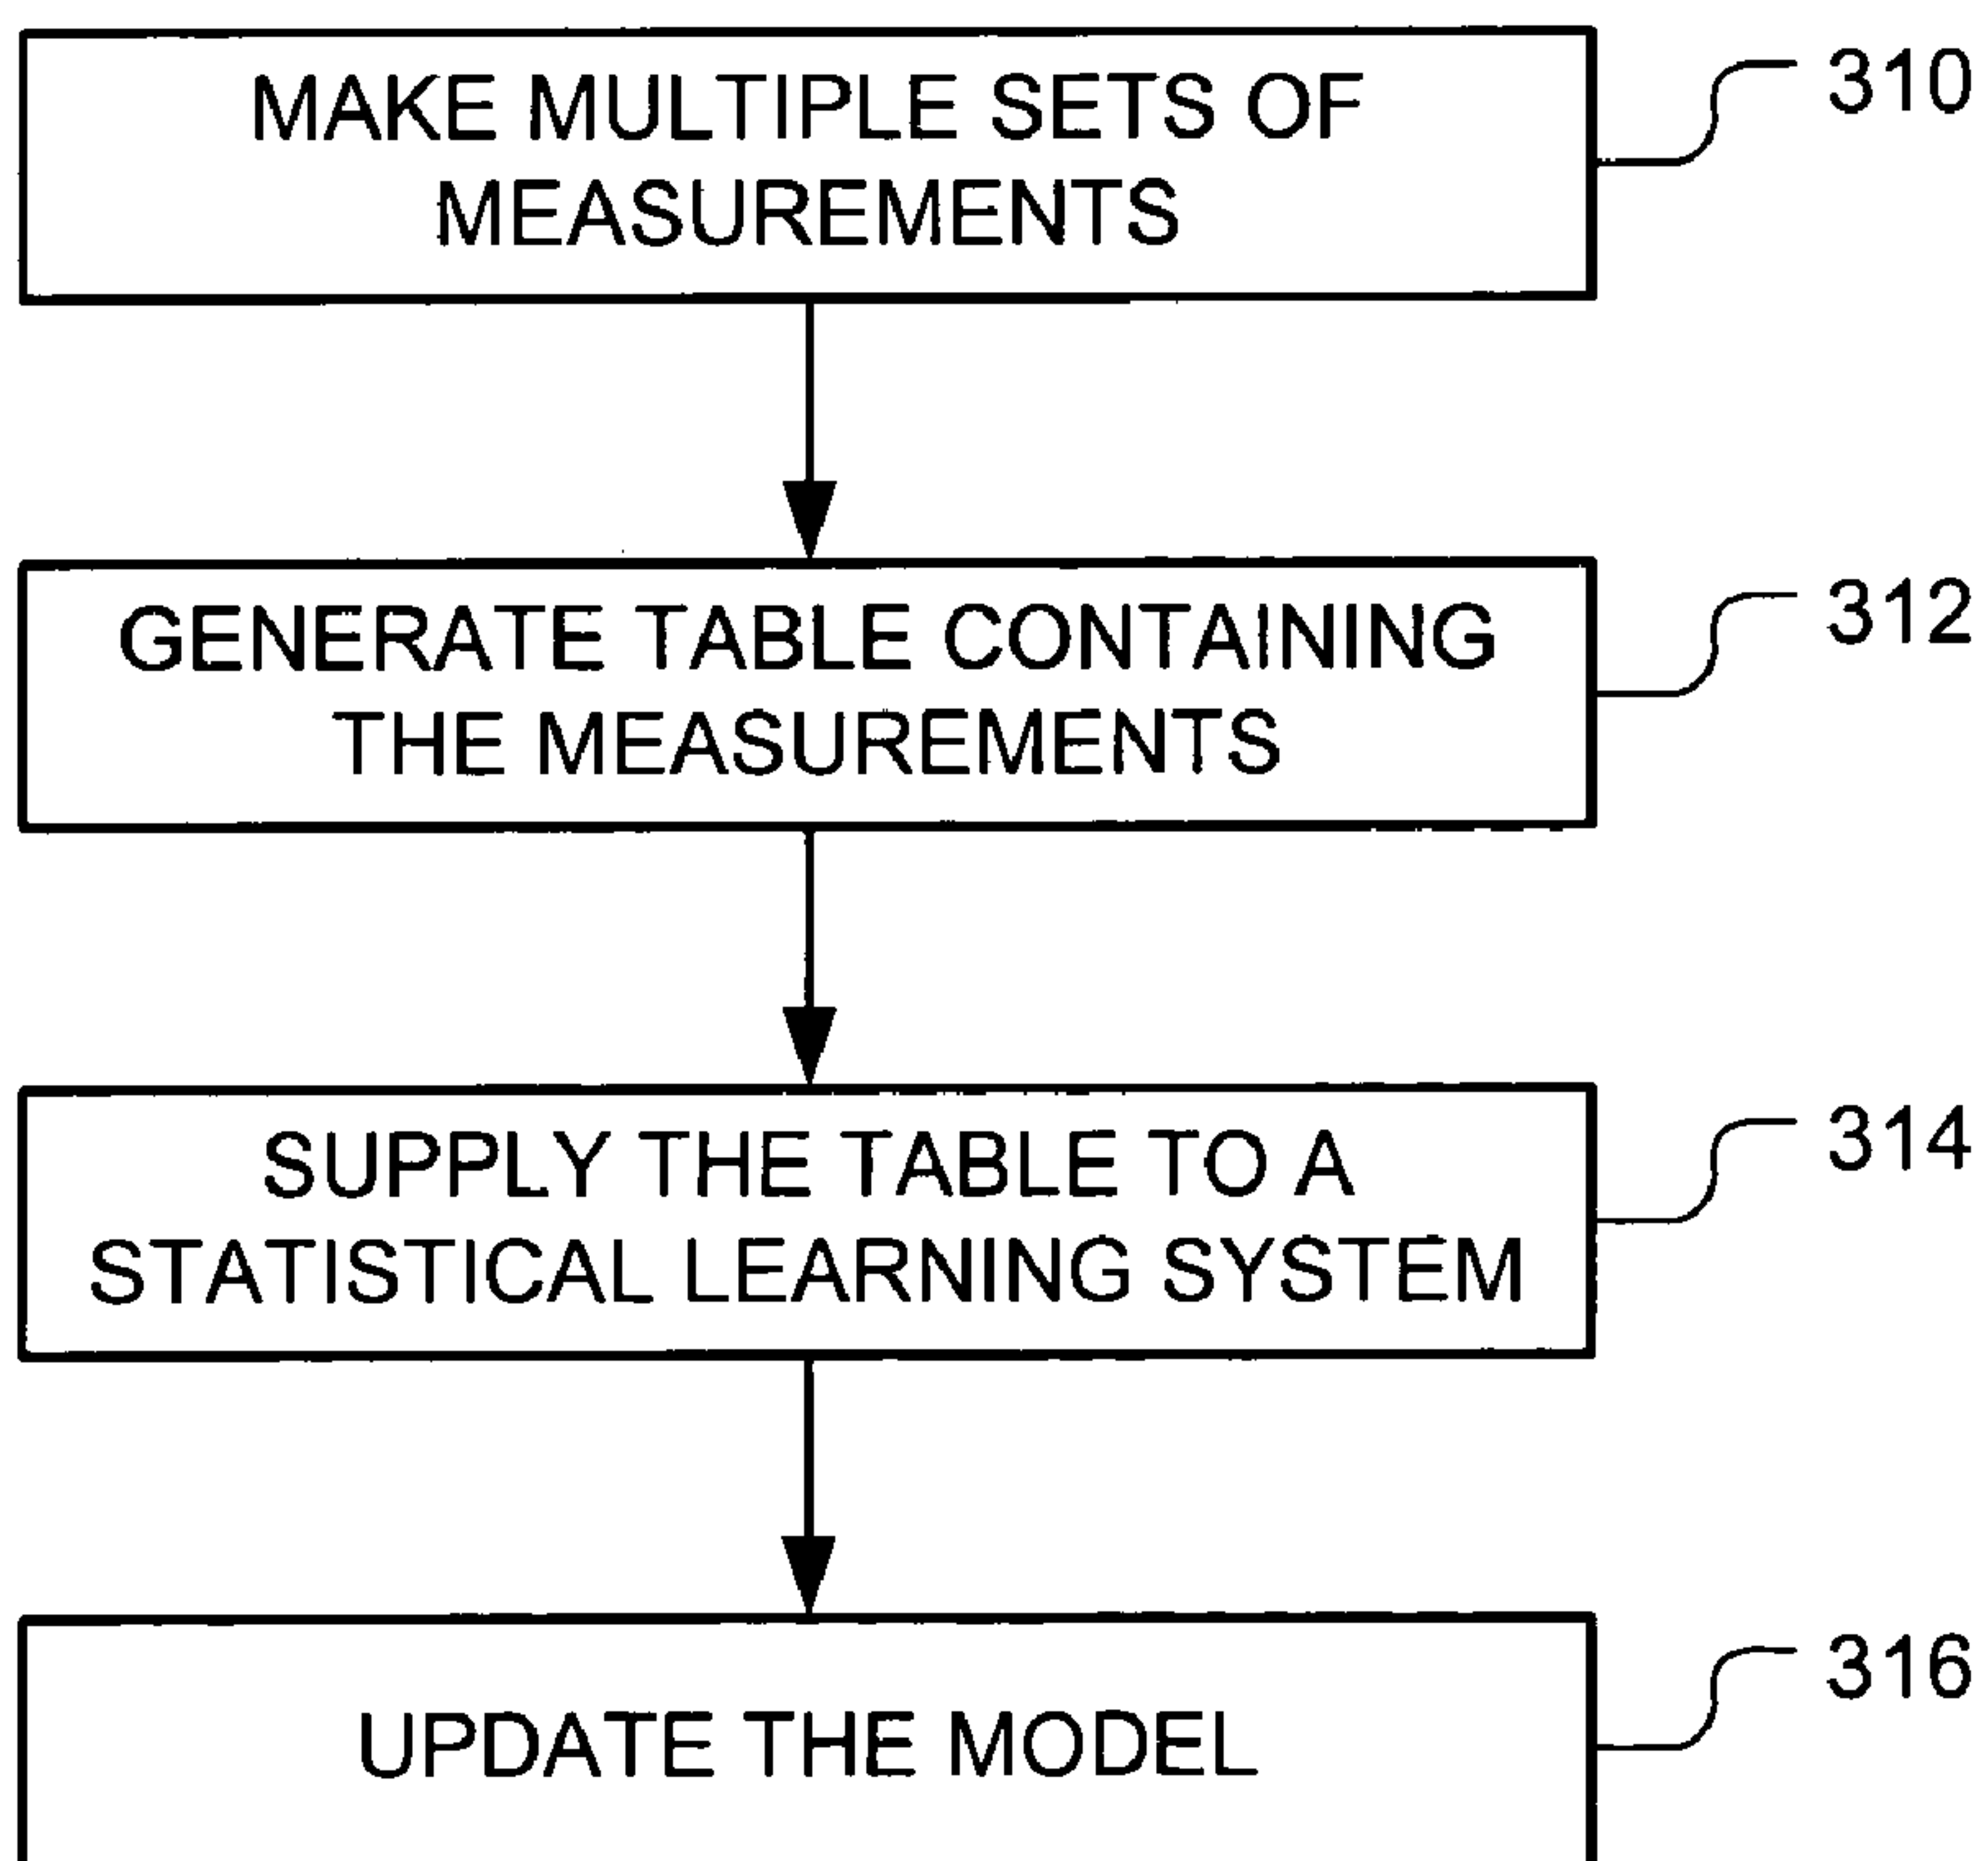 MAKE MULTIPLE SETS OF
MEASUREMENTS
310
GENERATE TABLE CONTAINING
THE MEASUREMENTS
312
SUPPLY THE TABLE TO A
STATISTICAL LEARNING SYSTEM
314
UPDATE THE MODEL
316